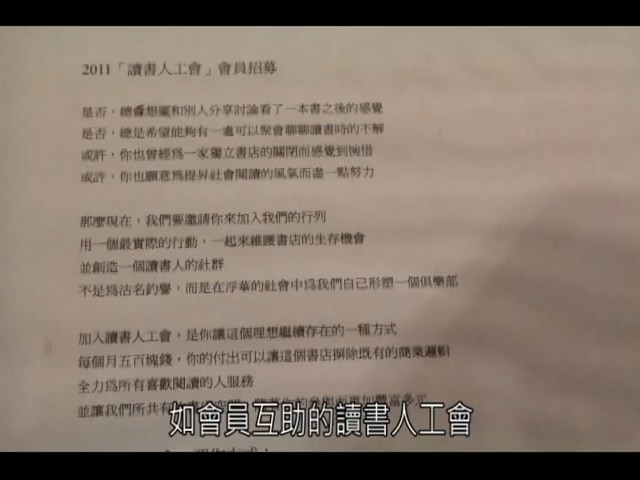 2011「讀書人工會」會員招募
是否，總會想要和別人分享討論看了一本書之後的感覺
是否，總是希望能夠有一處可以聚會聊聊讀書時的不解
或許，你也曾經為一家獨立書店的關閉而感覺到惋惜
或許，你也願意為提昇社會閱讀的風氣而盡一點努力
那麼現在，我們要邀請你來加入我們的行列
用一個最實際的行動，一起來維護書店的生存機會
並創造一個讀書人的社群
不是為沽名釣譽，而是在浮華的社會中為我們自己形塑一個俱樂部
加入讀書人工會，是你讓這個理想繼續存在的一種方式
每個月五百塊錢，你的付出可以讓這個書店摒除既有的商業邏輯
全力為所有喜歡閱讀的人服務
並讓我們所共有
如會員互助的讀書人工會